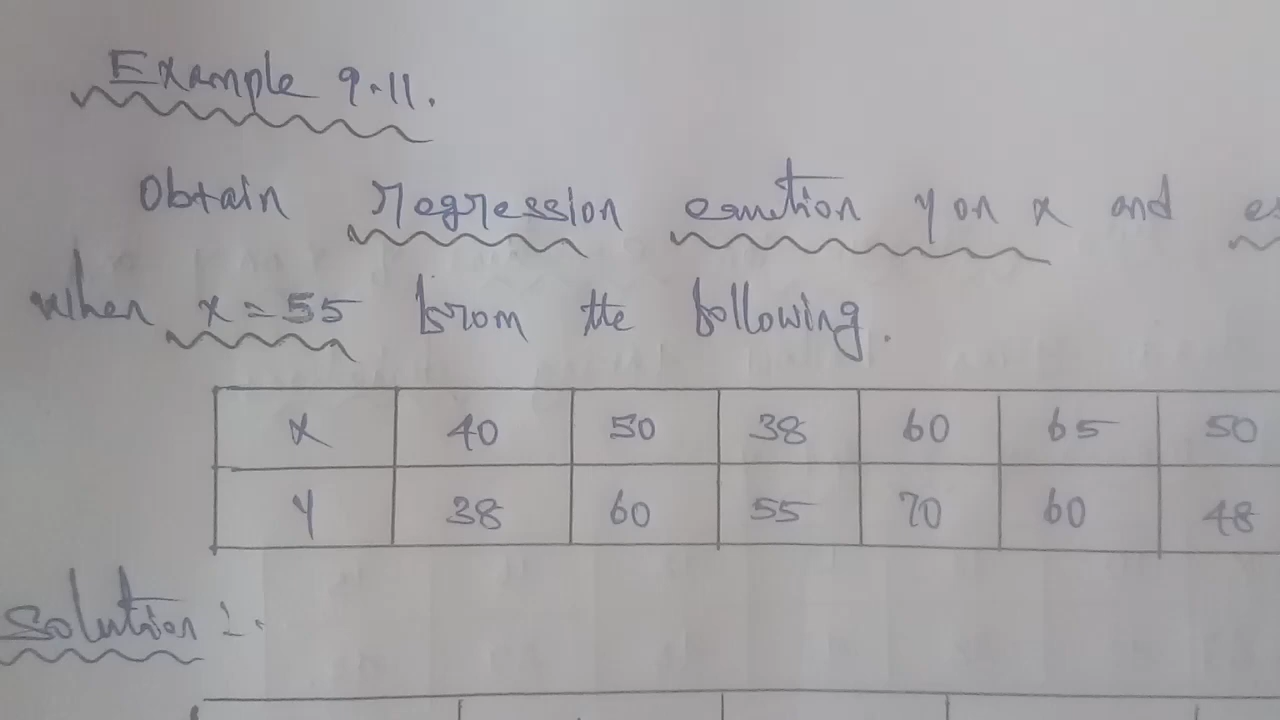 Example 9.11.
Obtain regression eqution y on x and
when x = 55 from the following.
x 40 50 38 60 65 50
y 38 60 55 70 60 48
Solution :-